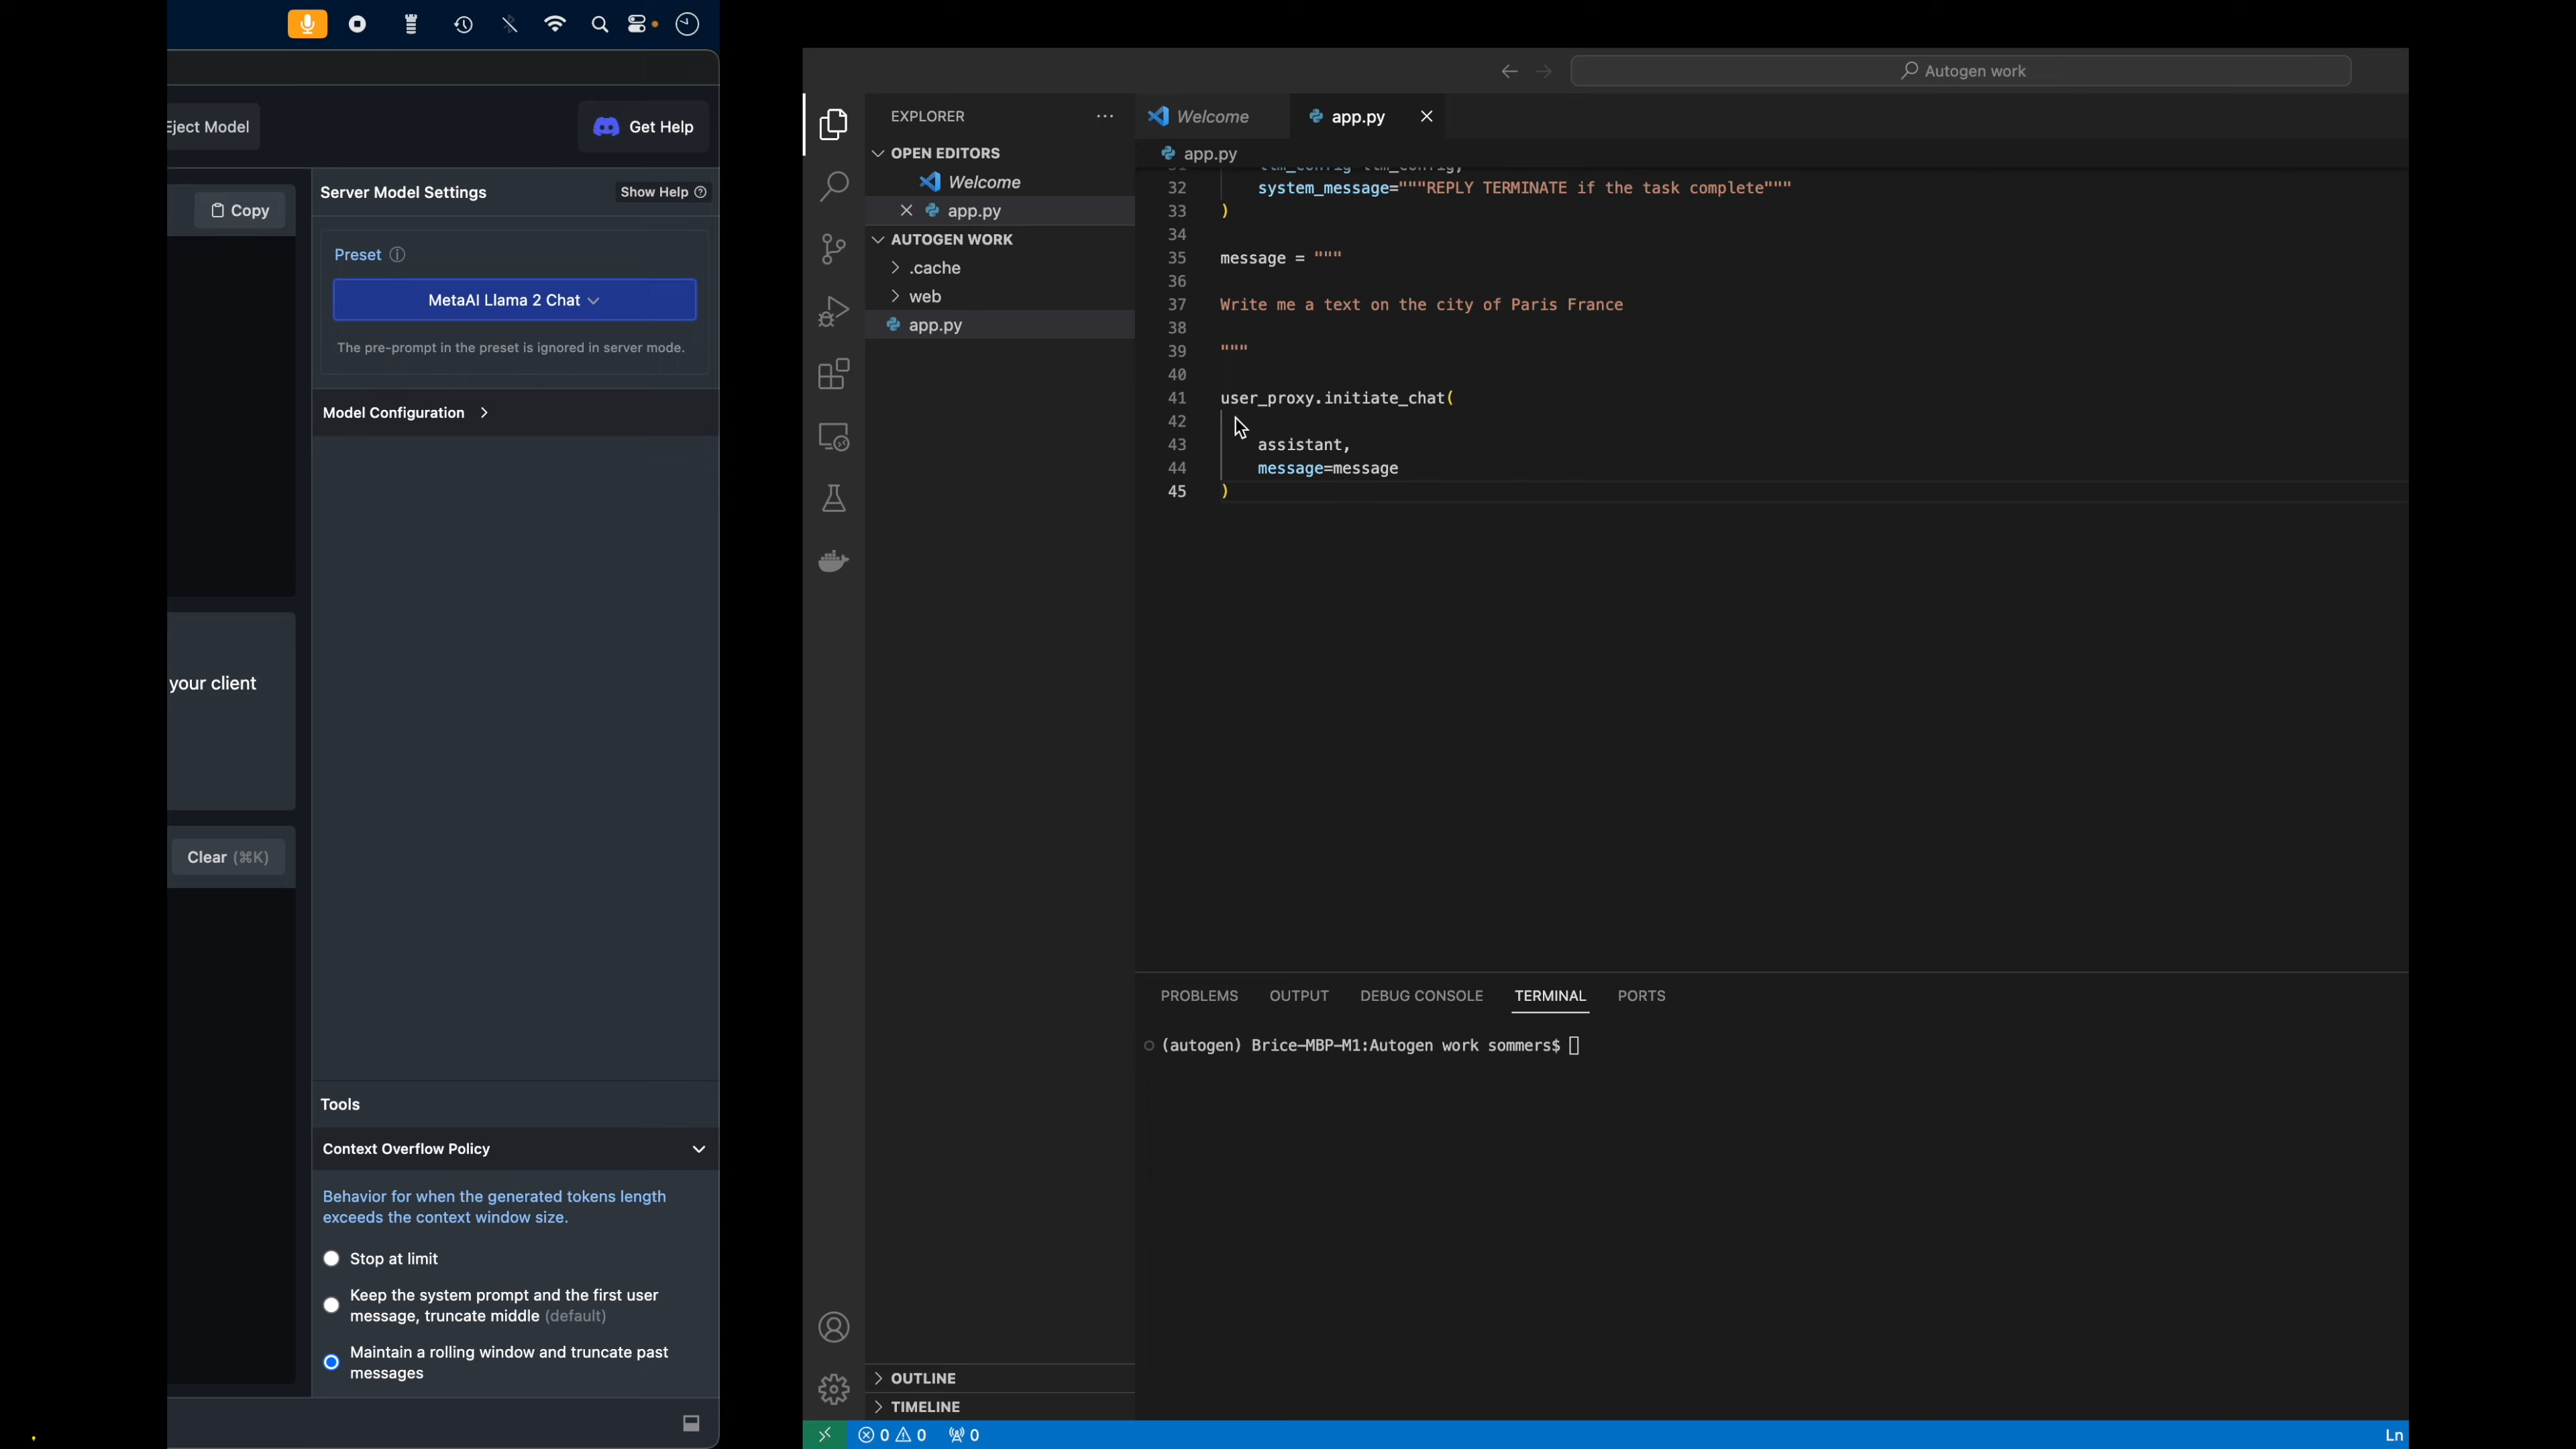 Eject Model
Get Help
Server Model Settings
Show Help
Copy
Preset
MetaAI Llama 2 Chat
The pre-prompt in the preset is ignored in server mode.
Model Configuration
your client
Clear (⌘K)
Tools
Context Overflow Policy
Behavior for when the generated tokens length
exceeds the context window size.
Stop at limit
Keep the system prompt and the first user
message, truncate middle (default)
Maintain a rolling window and truncate past
messages
Autogen work
EXPLORER
OPEN EDITORS
Welcome
app.py
AUTOGEN WORK
.cache
web
app.py
OUTLINE
TIMELINE
Welcome
app.py
app.py
32 system_message="""REPLY TERMINATE if the task complete"""
33 )
34
35 message = """
36
37 Write me a text on the city of Paris France
38
39 """
40
41 user_proxy.initiate_chat(
42
43 assistant,
44 message=message
45 )
PROBLEMS OUTPUT DEBUG CONSOLE TERMINAL PORTS
(autogen) Brice-MBP-M1:Autogen work sommers$
0 0 0
Ln